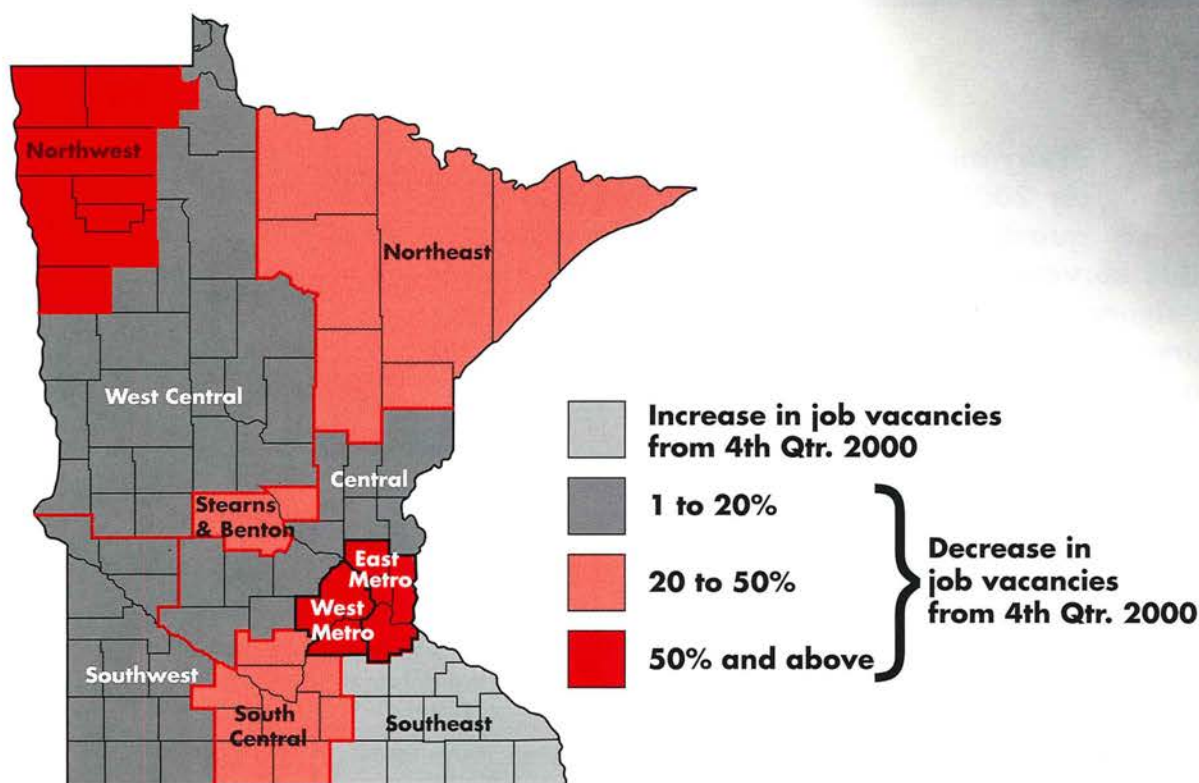 Northwest
Northeast
West Central
Central
Stearns
& Benton
East
Metro
West
Metro
Southwest
South
Central
Southeast
Increase in job vacancies
from 4th Qtr. 2000
1 to 20%
20 to 50%
50% and above
Decrease in
job vacancies
from 4th Qtr. 2000